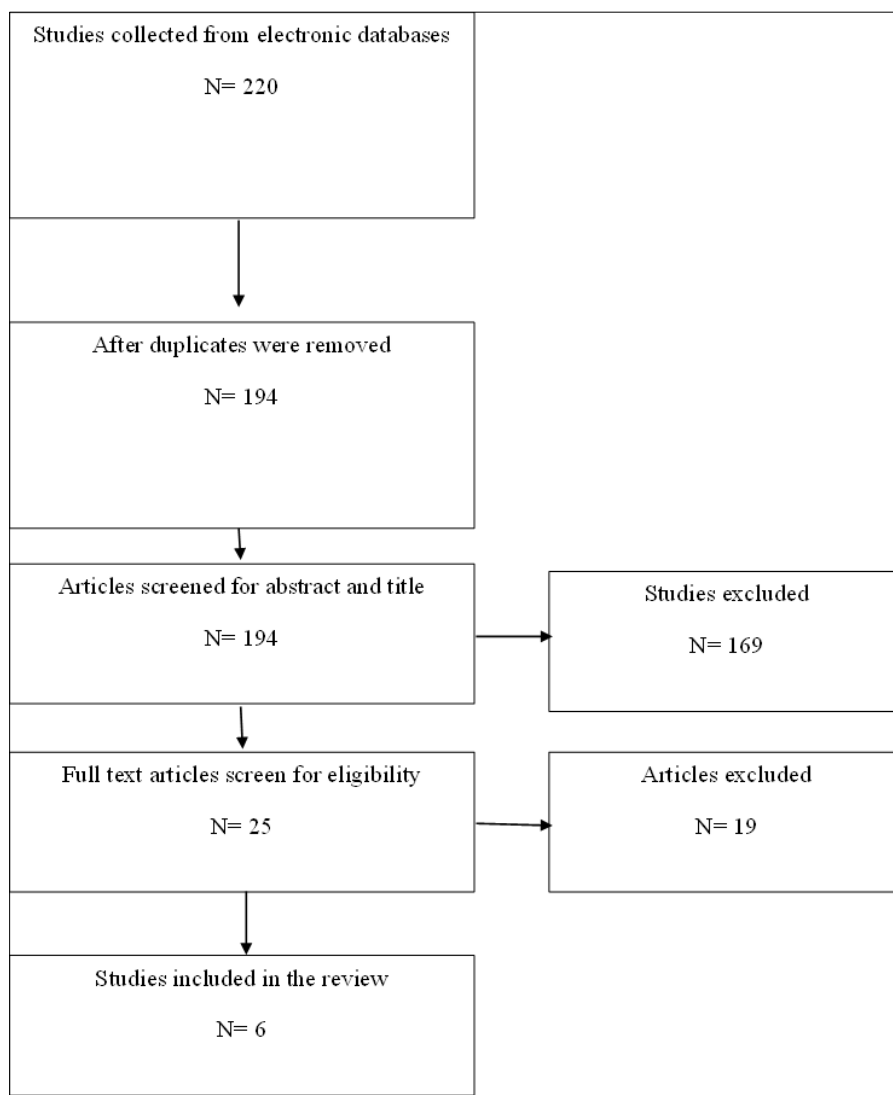 Studies collected from electronic databases
N= 220
After duplicates were removed
N= 194
Articles screened for abstract and title
N= 194
Studies excluded
N= 169
Full text articles screen for eligibility
N= 25
Articles excluded
N= 19
Studies included in the review
N= 6